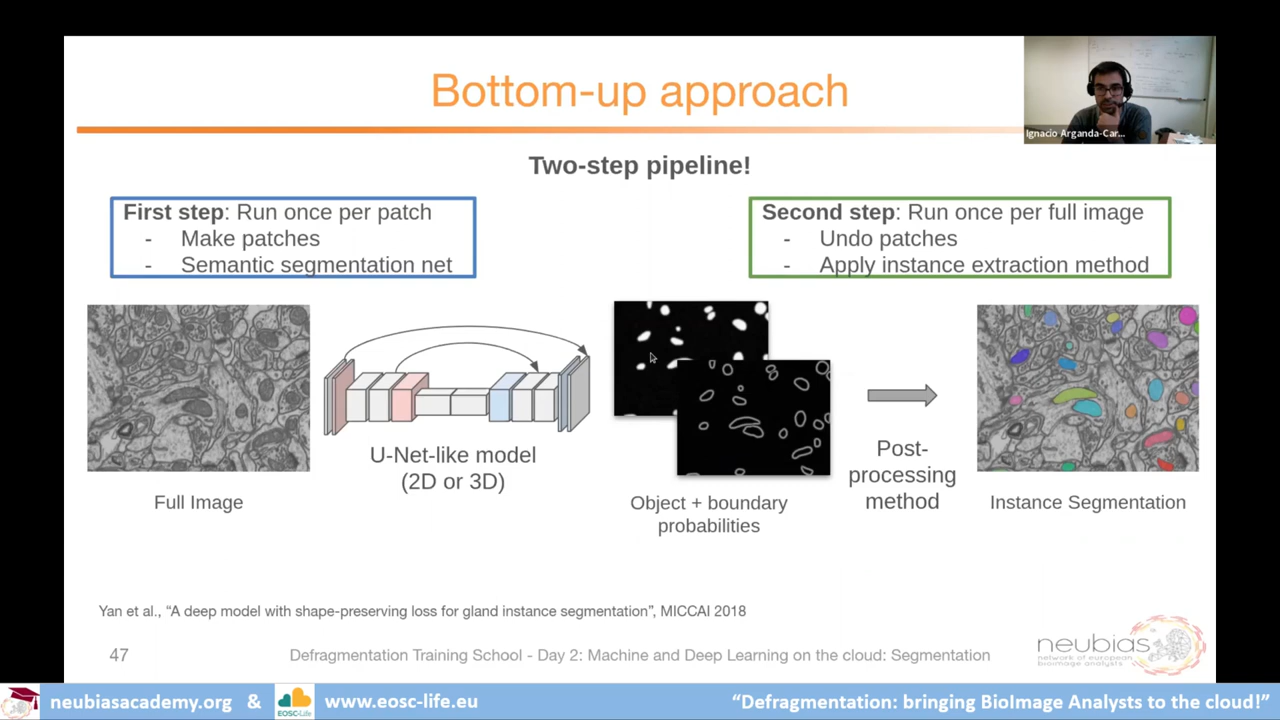 Bottom-up approach
Ignacio Arganda-Car...
Two-step pipeline!
First step: Run once per patch
- Make patches
- Semantic segmentation net
Second step: Run once per full image
- Undo patches
- Apply instance extraction method
U-Net-like model
(2D or 3D)
Post-
processing
method
Full Image
Object + boundary
probabilities
Instance Segmentation
Yan et al., “A deep model with shape-preserving loss for gland instance segmentation”, MICCAI 2018
47
Defragmentation Training School - Day 2: Machine and Deep Learning on the cloud: Segmentation
neubias
network of european
bioimage analysts
neubiasacademy.org & EOSC-Life www.eosc-life.eu
“Defragmentation: bringing BioImage Analysts to the cloud!”